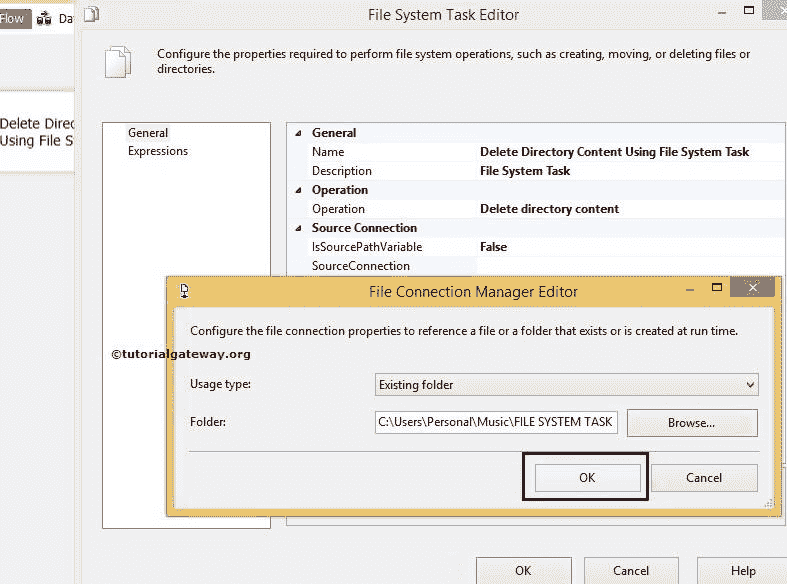 Flow
Da
File System Task Editor
Configure the properties required to perform file system operations, such as creating, moving, or deleting files or
directories.
Delete Direc
Using File S
General
Expressions
General
Name Delete Directory Content Using File System Task
Description File System Task
Operation
Operation Delete directory content
Source Connection
IsSourcePathVariable False
SourceConnection
File Connection Manager Editor
Configure the file connection properties to reference a file or a folder that exists or is created at run time.
©tutorialgateway.org
Usage type: Existing folder
Folder: C:\Users\Personal\Music\FILE SYSTEM TASK Browse...
OK Cancel
OK Cancel Help